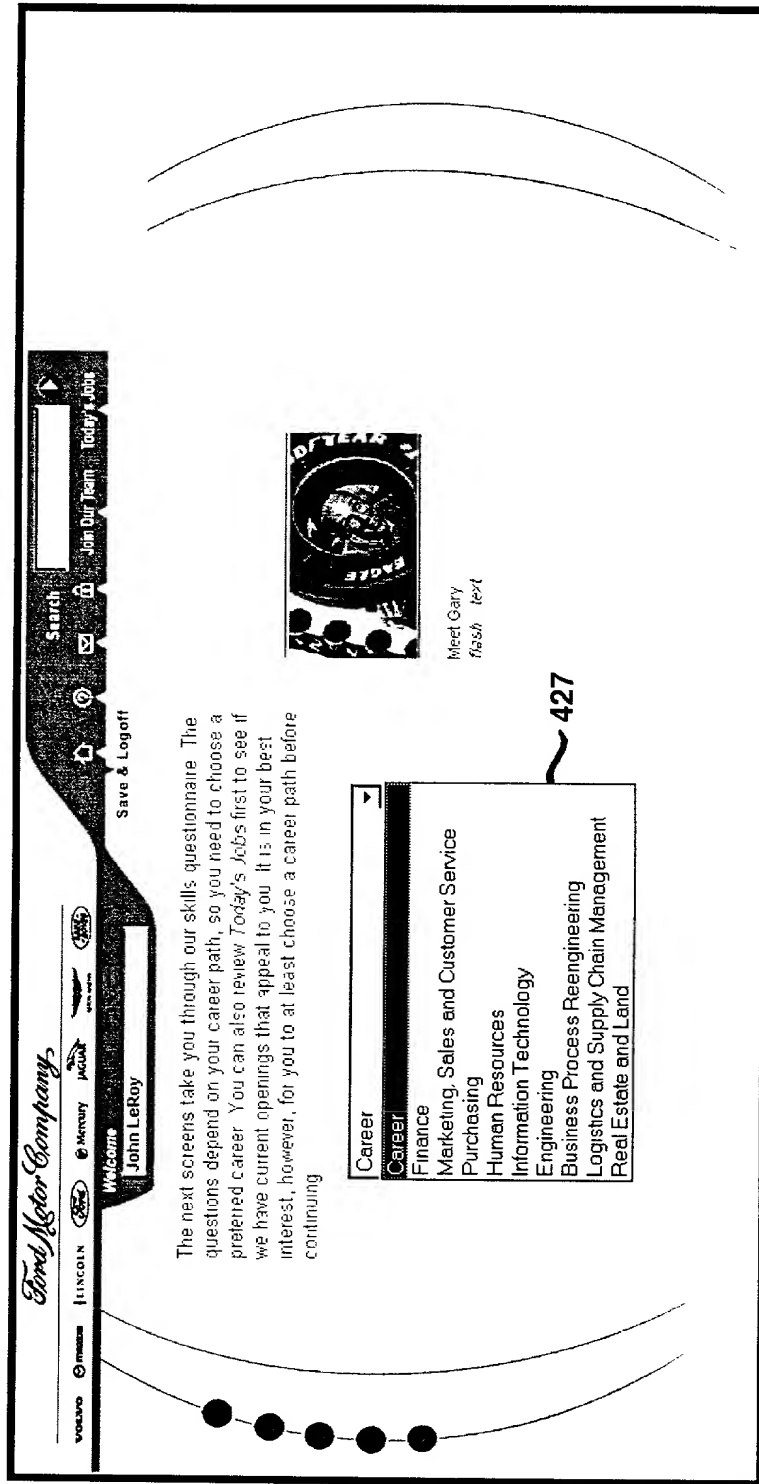 Ford Motor Company
VOLVO mazda LINCOLN Ford Mercury JAGUAR
Search
Join Our Team Today's Jobs
Welcome
John LeRoy
Save & Logoff
The next screens take you through our skills questionnaire. The
questions depend on your career path, so you need to choose a
preferred career. You can also review Today's Jobs first to see if
we have current openings that appeal to you. It is in your best
interest, however, for you to at least choose a career path before
continuing
EAGLE
Meet Gary
flash text
Career
Career
Finance
Marketing, Sales and Customer Service
Purchasing
Human Resources
Information Technology
Engineering
Business Process Reengineering
Logistics and Supply Chain Management
Real Estate and Land
427